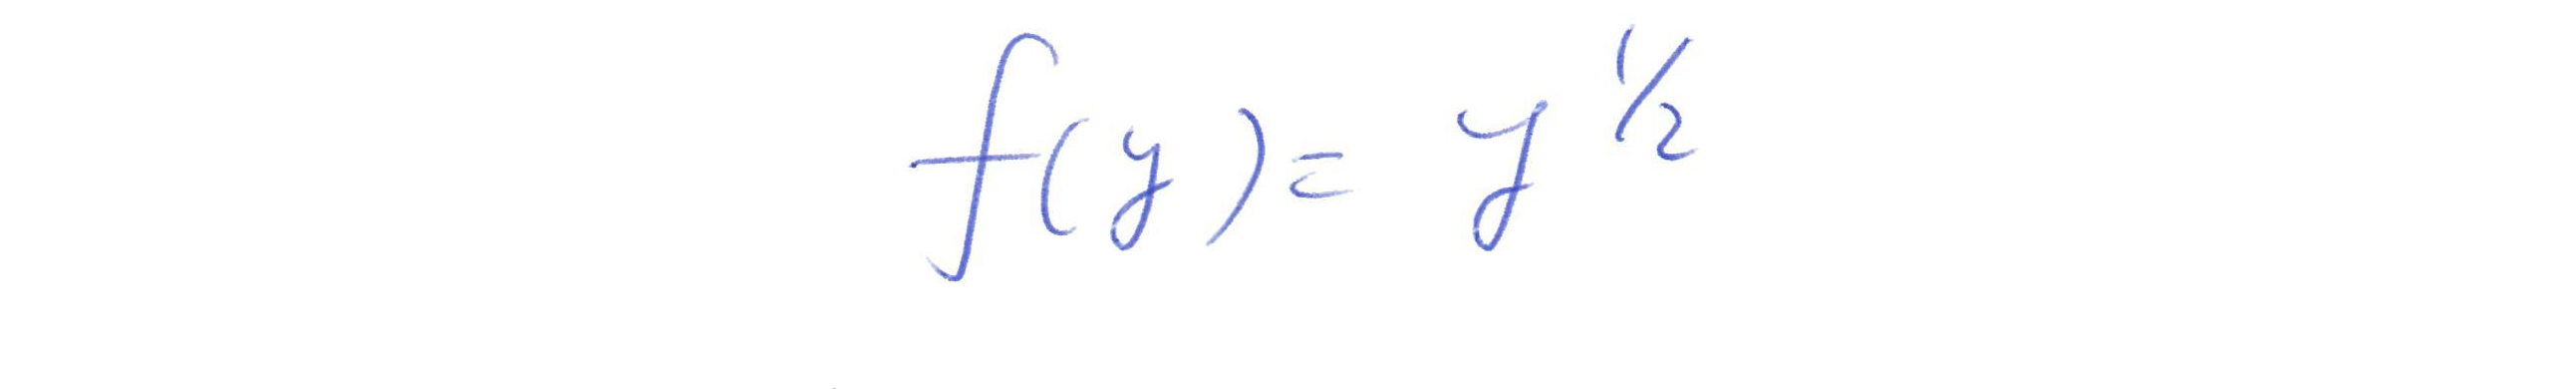 f(y) = y^{1/2}